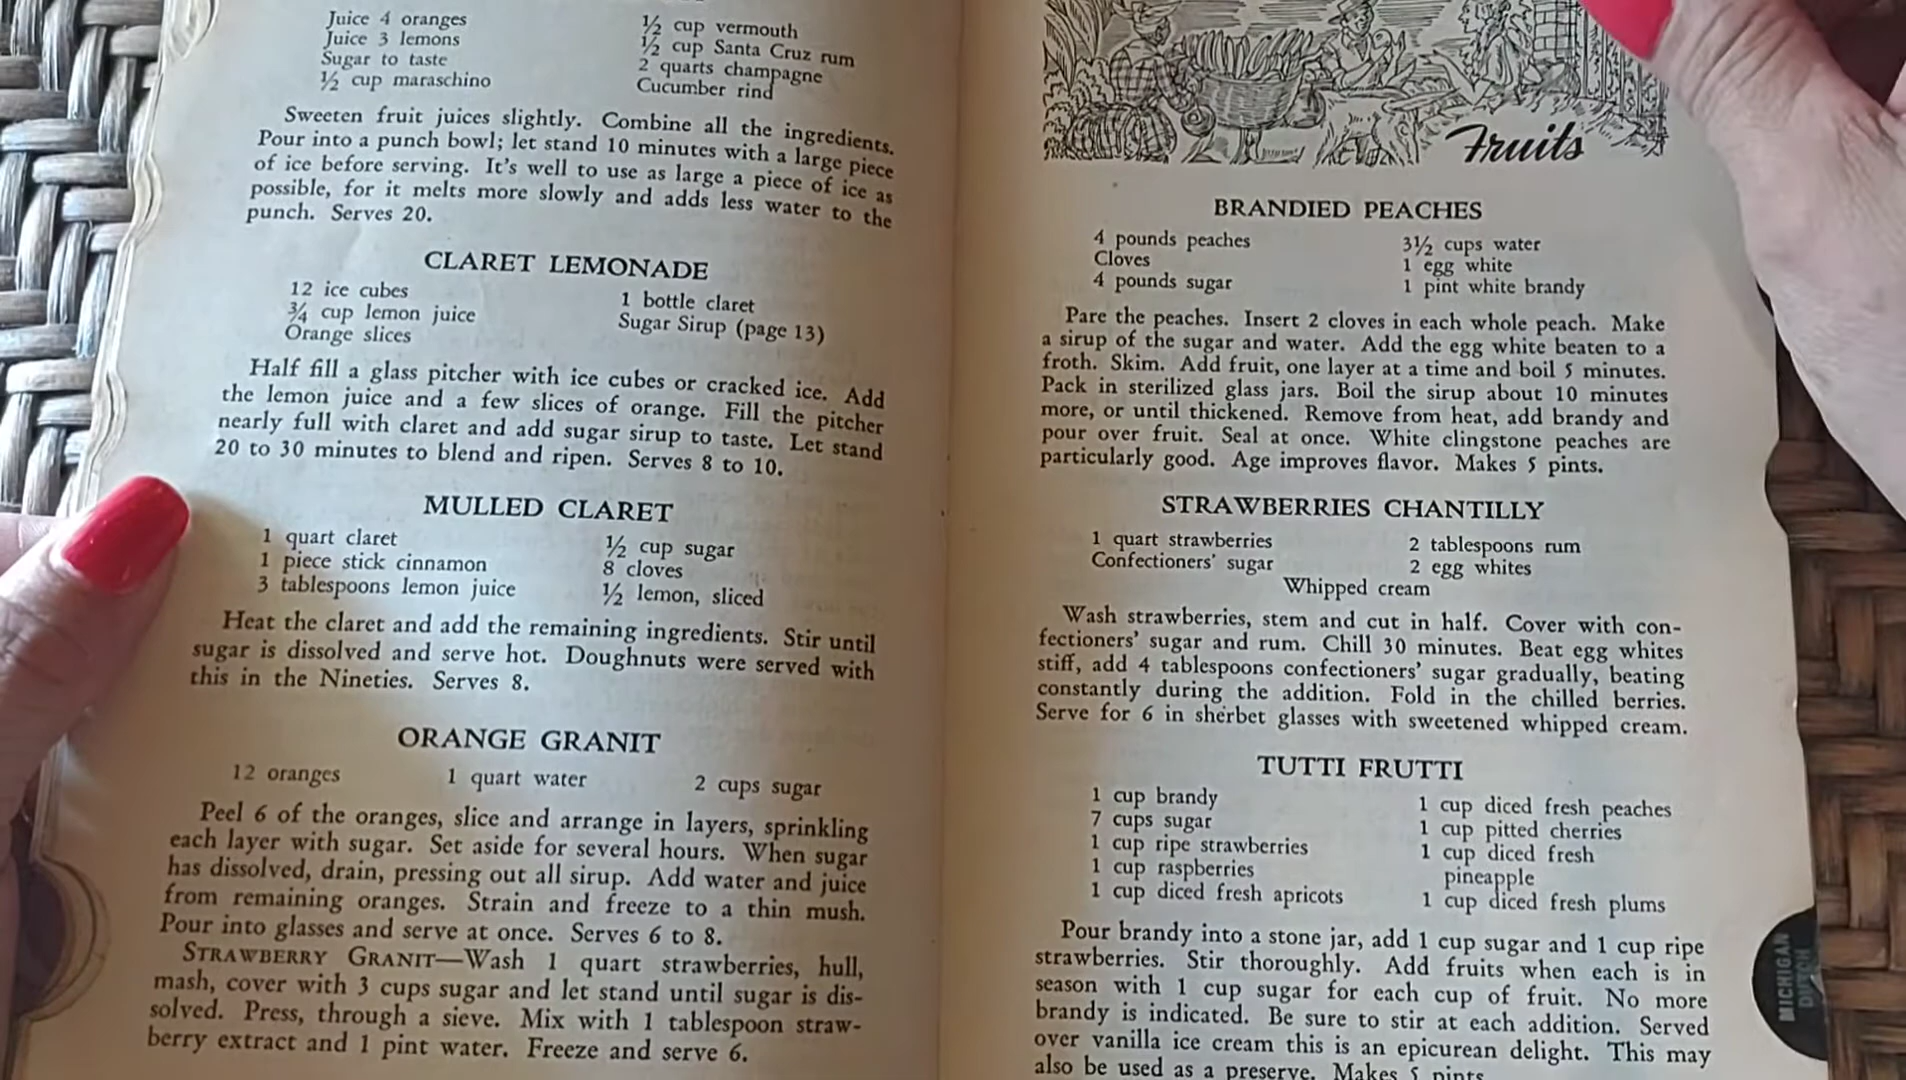 Juice 4 oranges
Juice 3 lemons
Sugar to taste
½ cup maraschino
½ cup vermouth
½ cup Santa Cruz rum
2 quarts champagne
Cucumber rind
Sweeten fruit juices slightly. Combine all the ingredients.
Pour into a punch bowl; let stand 10 minutes with a large piece
of ice before serving. It's well to use as large a piece of ice as
possible, for it melts more slowly and adds less water to the
punch. Serves 20.
CLARET LEMONADE
12 ice cubes
¾ cup lemon juice
Orange slices
1 bottle claret
Sugar Sirup (page 13)
Half fill a glass pitcher with ice cubes or cracked ice. Add
the lemon juice and a few slices of orange. Fill the pitcher
nearly full with claret and add sugar sirup to taste. Let stand
20 to 30 minutes to blend and ripen. Serves 8 to 10.
MULLED CLARET
1 quart claret
1 piece stick cinnamon
3 tablespoons lemon juice
½ cup sugar
8 cloves
½ lemon, sliced
Heat the claret and add the remaining ingredients. Stir until
sugar is dissolved and serve hot. Doughnuts were served with
this in the Nineties. Serves 8.
ORANGE GRANIT
12 oranges 1 quart water 2 cups sugar
Peel 6 of the oranges, slice and arrange in layers, sprinkling
each layer with sugar. Set aside for several hours. When sugar
has dissolved, drain, pressing out all sirup. Add water and juice
from remaining oranges. Strain and freeze to a thin mush.
Pour into glasses and serve at once. Serves 6 to 8.
STRAWBERRY GRANIT—Wash 1 quart strawberries, hull,
mash, cover with 3 cups sugar and let stand until sugar is dis-
solved. Press, through a sieve. Mix with 1 tablespoon straw-
berry extract and 1 pint water. Freeze and serve 6.
Fruits
BRANDIED PEACHES
4 pounds peaches
Cloves
4 pounds sugar
3½ cups water
1 egg white
1 pint white brandy
Pare the peaches. Insert 2 cloves in each whole peach. Make
a sirup of the sugar and water. Add the egg white beaten to a
froth. Skim. Add fruit, one layer at a time and boil 5 minutes.
Pack in sterilized glass jars. Boil the sirup about 10 minutes
more, or until thickened. Remove from heat, add brandy and
pour over fruit. Seal at once. White clingstone peaches are
particularly good. Age improves flavor. Makes 5 pints.
STRAWBERRIES CHANTILLY
1 quart strawberries
Confectioners' sugar
2 tablespoons rum
2 egg whites
Whipped cream
Wash strawberries, stem and cut in half. Cover with con-
fectioners' sugar and rum. Chill 30 minutes. Beat egg whites
stiff, add 4 tablespoons confectioners' sugar gradually, beating
constantly during the addition. Fold in the chilled berries.
Serve for 6 in sherbet glasses with sweetened whipped cream.
TUTTI FRUTTI
1 cup brandy
7 cups sugar
1 cup ripe strawberries
1 cup raspberries
1 cup diced fresh apricots
1 cup diced fresh peaches
1 cup pitted cherries
1 cup diced fresh
pineapple
1 cup diced fresh plums
Pour brandy into a stone jar, add 1 cup sugar and 1 cup ripe
strawberries. Stir thoroughly. Add fruits when each is in
season with 1 cup sugar for each cup of fruit. No more
brandy is indicated. Be sure to stir at each addition. Served
over vanilla ice cream this is an epicurean delight. This may
also be used as a preserve. Makes 5 pints.
MICHIGAN
DUTCH